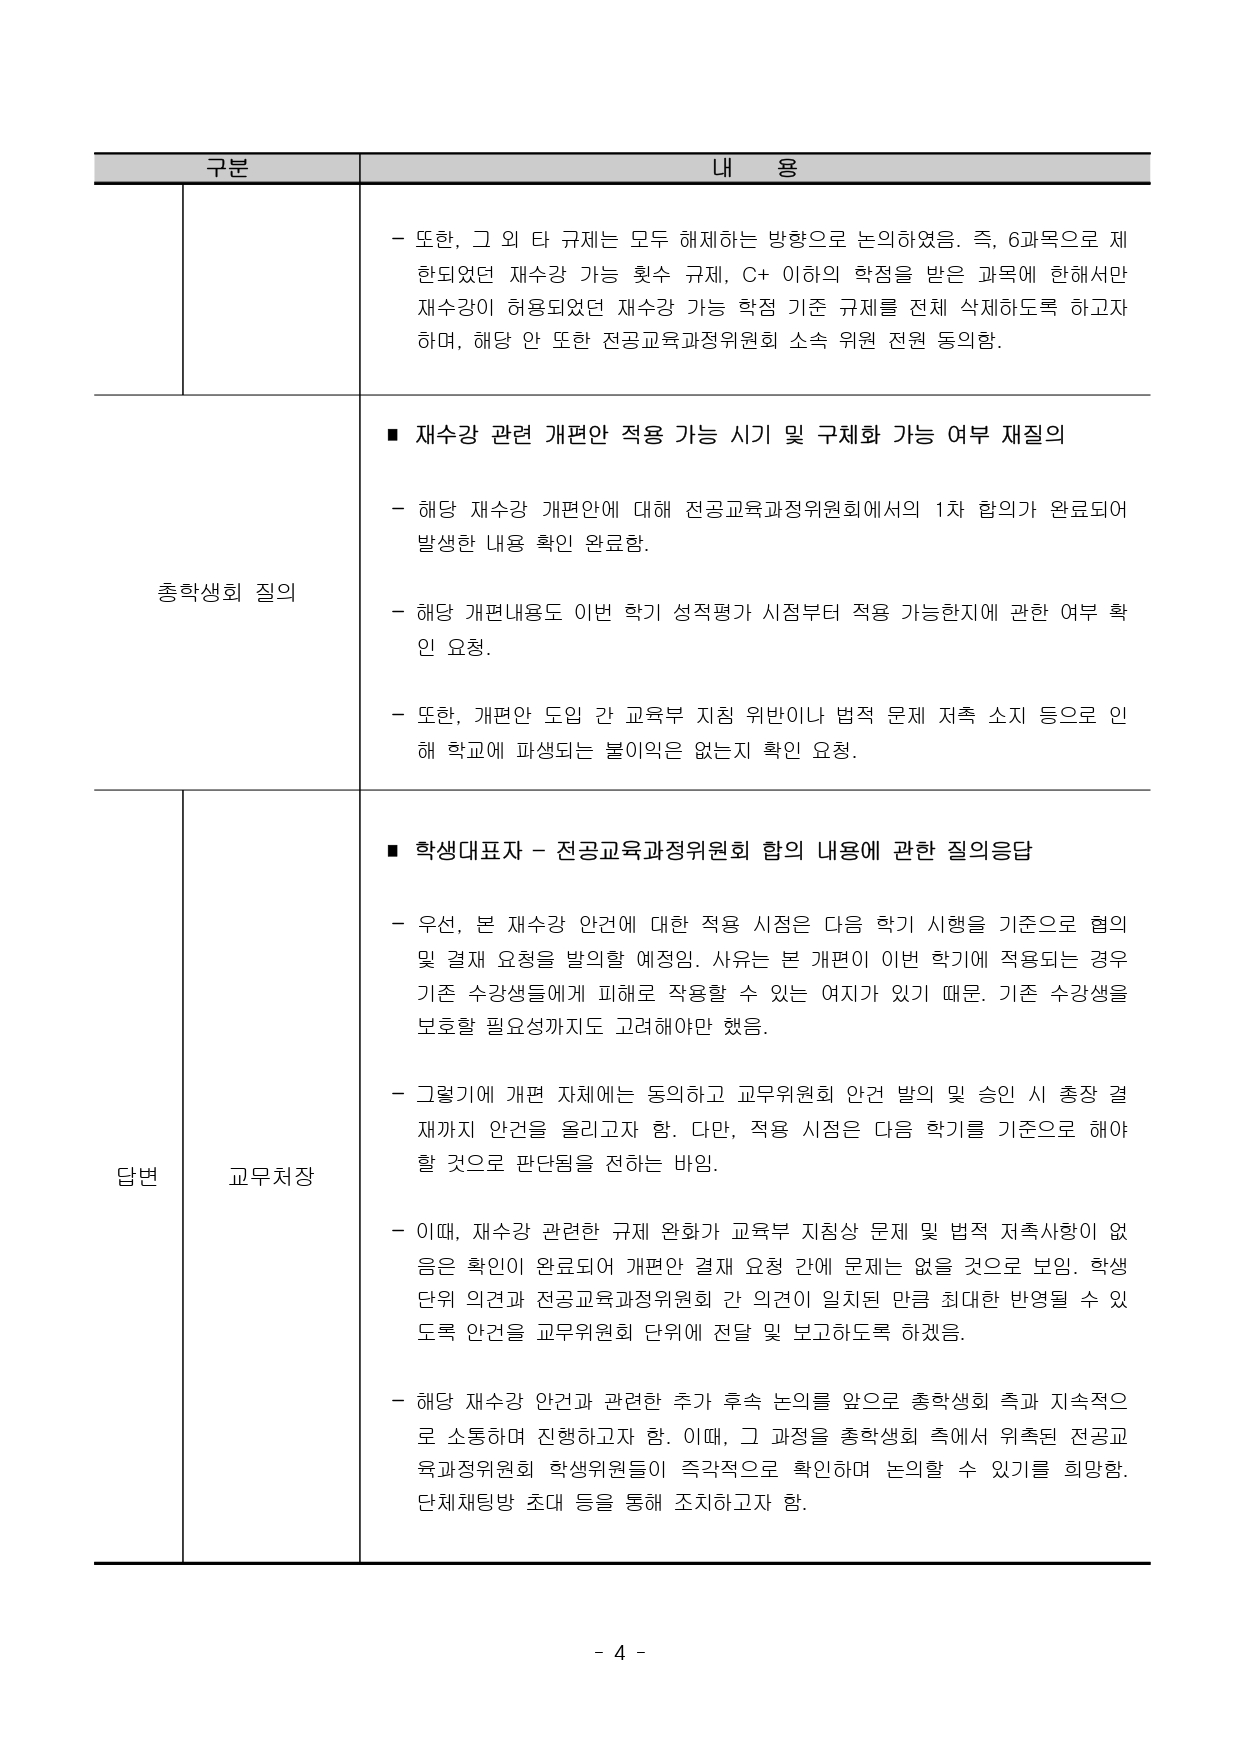 구분 내 용
- 또한, 그 외 타 규제는 모두 해제하는 방향으로 논의하였음. 즉, 6과목으로 제
한되었던 재수강 가능 횟수 규제, C+ 이하의 학점을 받은 과목에 한해서만
재수강이 허용되었던 재수강 가능 학점 기준 규제를 전체 삭제하도록 하고자
하며, 해당 안 또한 전공교육과정위원회 소속 위원 전원 동의함.
총학생회 질의
■ 재수강 관련 개편안 적용 가능 시기 및 구체화 가능 여부 재질의
- 해당 재수강 개편안에 대해 전공교육과정위원회에서의 1차 합의가 완료되어
발생한 내용 확인 완료함.
- 해당 개편내용도 이번 학기 성적평가 시점부터 적용 가능한지에 관한 여부 확
인 요청.
- 또한, 개편안 도입 간 교육부 지침 위반이나 법적 문제 저촉 소지 등으로 인
해 학교에 파생되는 불이익은 없는지 확인 요청.
답변 교무처장
■ 학생대표자 - 전공교육과정위원회 합의 내용에 관한 질의응답
- 우선, 본 재수강 안건에 대한 적용 시점은 다음 학기 시행을 기준으로 협의
및 결재 요청을 발의할 예정임. 사유는 본 개편이 이번 학기에 적용되는 경우
기존 수강생들에게 피해로 작용할 수 있는 여지가 있기 때문. 기존 수강생을
보호할 필요성까지도 고려해야만 했음.
- 그렇기에 개편 자체에는 동의하고 교무위원회 안건 발의 및 승인 시 총장 결
재까지 안건을 올리고자 함. 다만, 적용 시점은 다음 학기를 기준으로 해야
할 것으로 판단됨을 전하는 바임.
- 이때, 재수강 관련한 규제 완화가 교육부 지침상 문제 및 법적 저촉사항이 없
음은 확인이 완료되어 개편안 결재 요청 간에 문제는 없을 것으로 보임. 학생
단위 의견과 전공교육과정위원회 간 의견이 일치된 만큼 최대한 반영될 수 있
도록 안건을 교무위원회 단위에 전달 및 보고하도록 하겠음.
- 해당 재수강 안건과 관련한 추가 후속 논의를 앞으로 총학생회 측과 지속적으
로 소통하며 진행하고자 함. 이때, 그 과정을 총학생회 측에서 위촉된 전공교
육과정위원회 학생위원들이 즉각적으로 확인하며 논의할 수 있기를 희망함.
단체채팅방 초대 등을 통해 조치하고자 함.
- 4 -